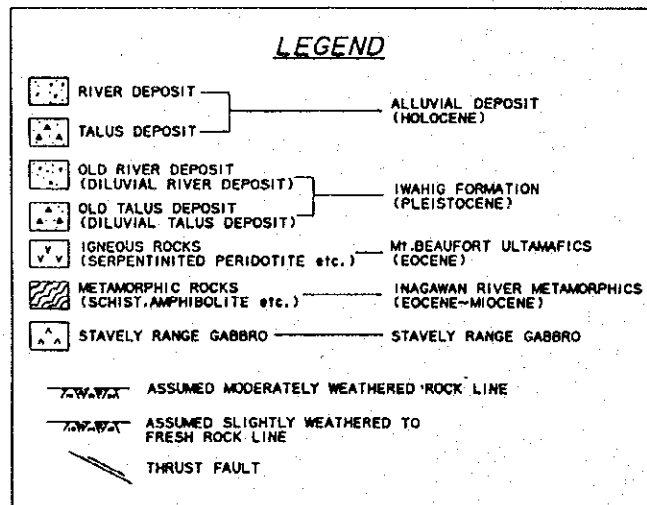 LEGEND
RIVER DEPOSIT
ALLUVIAL DEPOSIT
(HOLOCENE)
TALUS DEPOSIT
OLD RIVER DEPOSIT
(DILUVIAL RIVER DEPOSIT)
IWAHIG FORMATION
(PLEISTOCENE)
OLD TALUS DEPOSIT
(DILUVIAL TALUS DEPOSIT)
IGNEOUS ROCKS
(SERPENTINITED PERIDOTITE etc.)
Mt.BEAUFORT ULTAMAFICS
(EOCENE)
METAMORPHIC ROCKS
(SCHIST,AMPHIBOLITE etc.)
INAGAWAN RIVER METAMORPHICS
(EOCENE~MIOCENE)
STAVELY RANGE GABBRO
STAVELY RANGE GABBRO
ASSUMED MODERATELY WEATHERED ROCK LINE
ASSUMED SLIGHTLY WEATHERED TO
FRESH ROCK LINE
THRUST FAULT